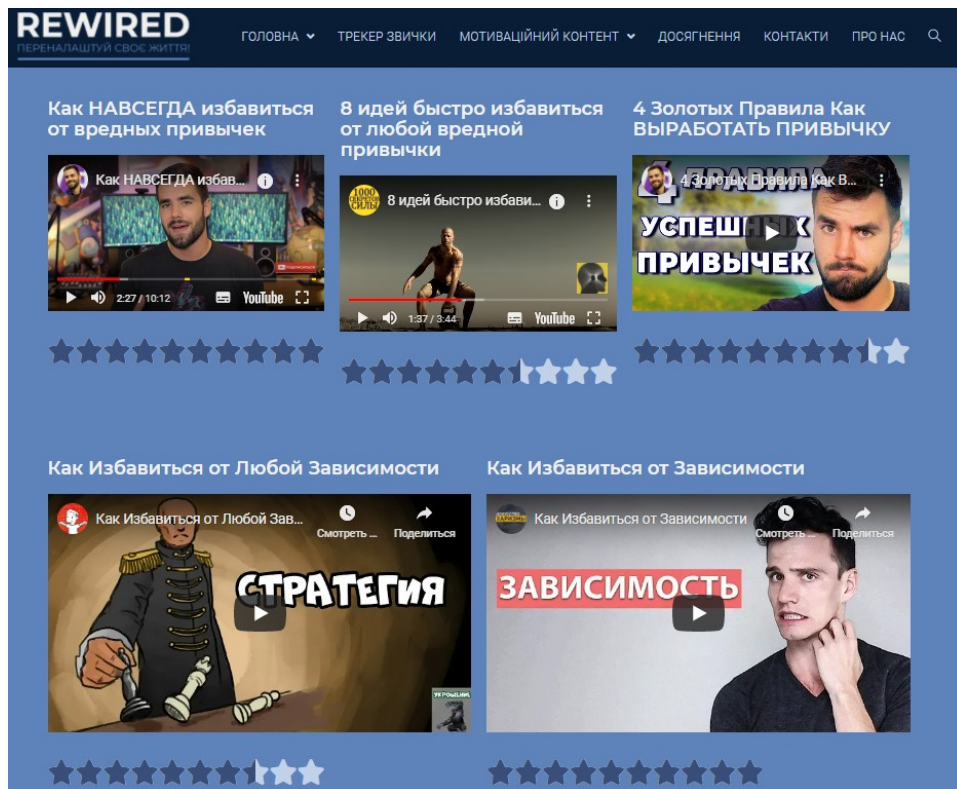 REWIRED
ПЕРЕНАЛАШТУЙ СВОЄ ЖИТТЯ!
ГОЛОВНА
ТРЕКЕР ЗВИЧКИ
МОТИВАЦІЙНИЙ КОНТЕНТ
ДОСЯГНЕННЯ
КОНТАКТИ
ПРО НАС
Как НАВСЕГДА избавиться
от вредных привычек
Как НАВСЕГДА избав...
2:27 / 10:12
YouTube
8 идей быстро избавиться
от любой вредной
привычки
1000
СЕКРЕТОВ
СИЛЫ
8 идей быстро избави...
1:37 / 3:44
YouTube
4 Золотых Правила Как
ВЫРАБОТАТЬ ПРИВЫЧКУ
4 Золотых Правила Как В...
4 ПРАВИЛА
УСПЕШНЫХ
ПРИВЫЧЕК
Как Избавиться от Любой Зависимости
Как Избавиться от Любой Зав...
Смотреть ...
Поделиться
СТРАТЕГИЯ
Как Избавиться от Зависимости
Как Избавиться от Зависимости
Смотреть ...
Поделиться
ЗАВИСИМОСТЬ